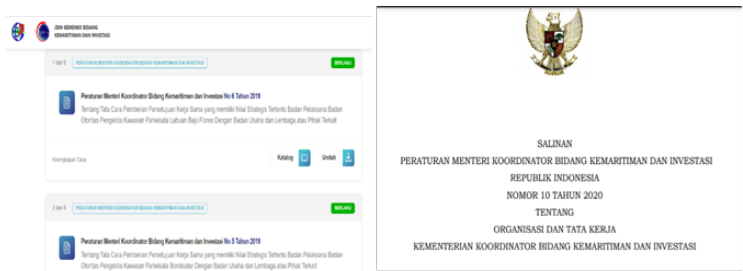 JDIH KEMENKO BIDANG
KEMARITIMAN DAN INVESTASI
1 dari 6
PERATURAN MENTERI KOORDINATOR BIDANG KEMARITIMAN DAN INVESTASI
BERLAKU
Peraturan Menteri Koordinator Bidang Kemaritiman dan Investasi No 6 Tahun 2019
Tentang Tata Cara Pemberian Persetujuan Kerja Sama yang memiliki Nilai Strategis Tertentu Badan Pelaksana Badan
Otoritas Pengelola Kawasan Pariwisata Labuan Bajo Flores Dengan Badan Usaha dan Lembaga atau Pihak Terkait
Kelengkapan Data:
Katalog
Unduh
2 dari 6
PERATURAN MENTERI KOORDINATOR BIDANG KEMARITIMAN DAN INVESTASI
BERLAKU
Peraturan Menteri Koordinator Bidang Kemaritiman dan Investasi No 5 Tahun 2019
Tentang Tata Cara Pemberian Persetujuan Kerja Sama yang memiliki Nilai Strategis Tertentu Badan Pelaksana Badan
Otoritas Pengelola Kawasan Pariwisata Borobudur Dengan Badan Usaha dan Lembaga atau Pihak Terkait
SALINAN
PERATURAN MENTERI KOORDINATOR BIDANG KEMARITIMAN DAN INVESTASI
REPUBLIK INDONESIA
NOMOR 10 TAHUN 2020
TENTANG
ORGANISASI DAN TATA KERJA
KEMENTERIAN KOORDINATOR BIDANG KEMARITIMAN DAN INVESTASI